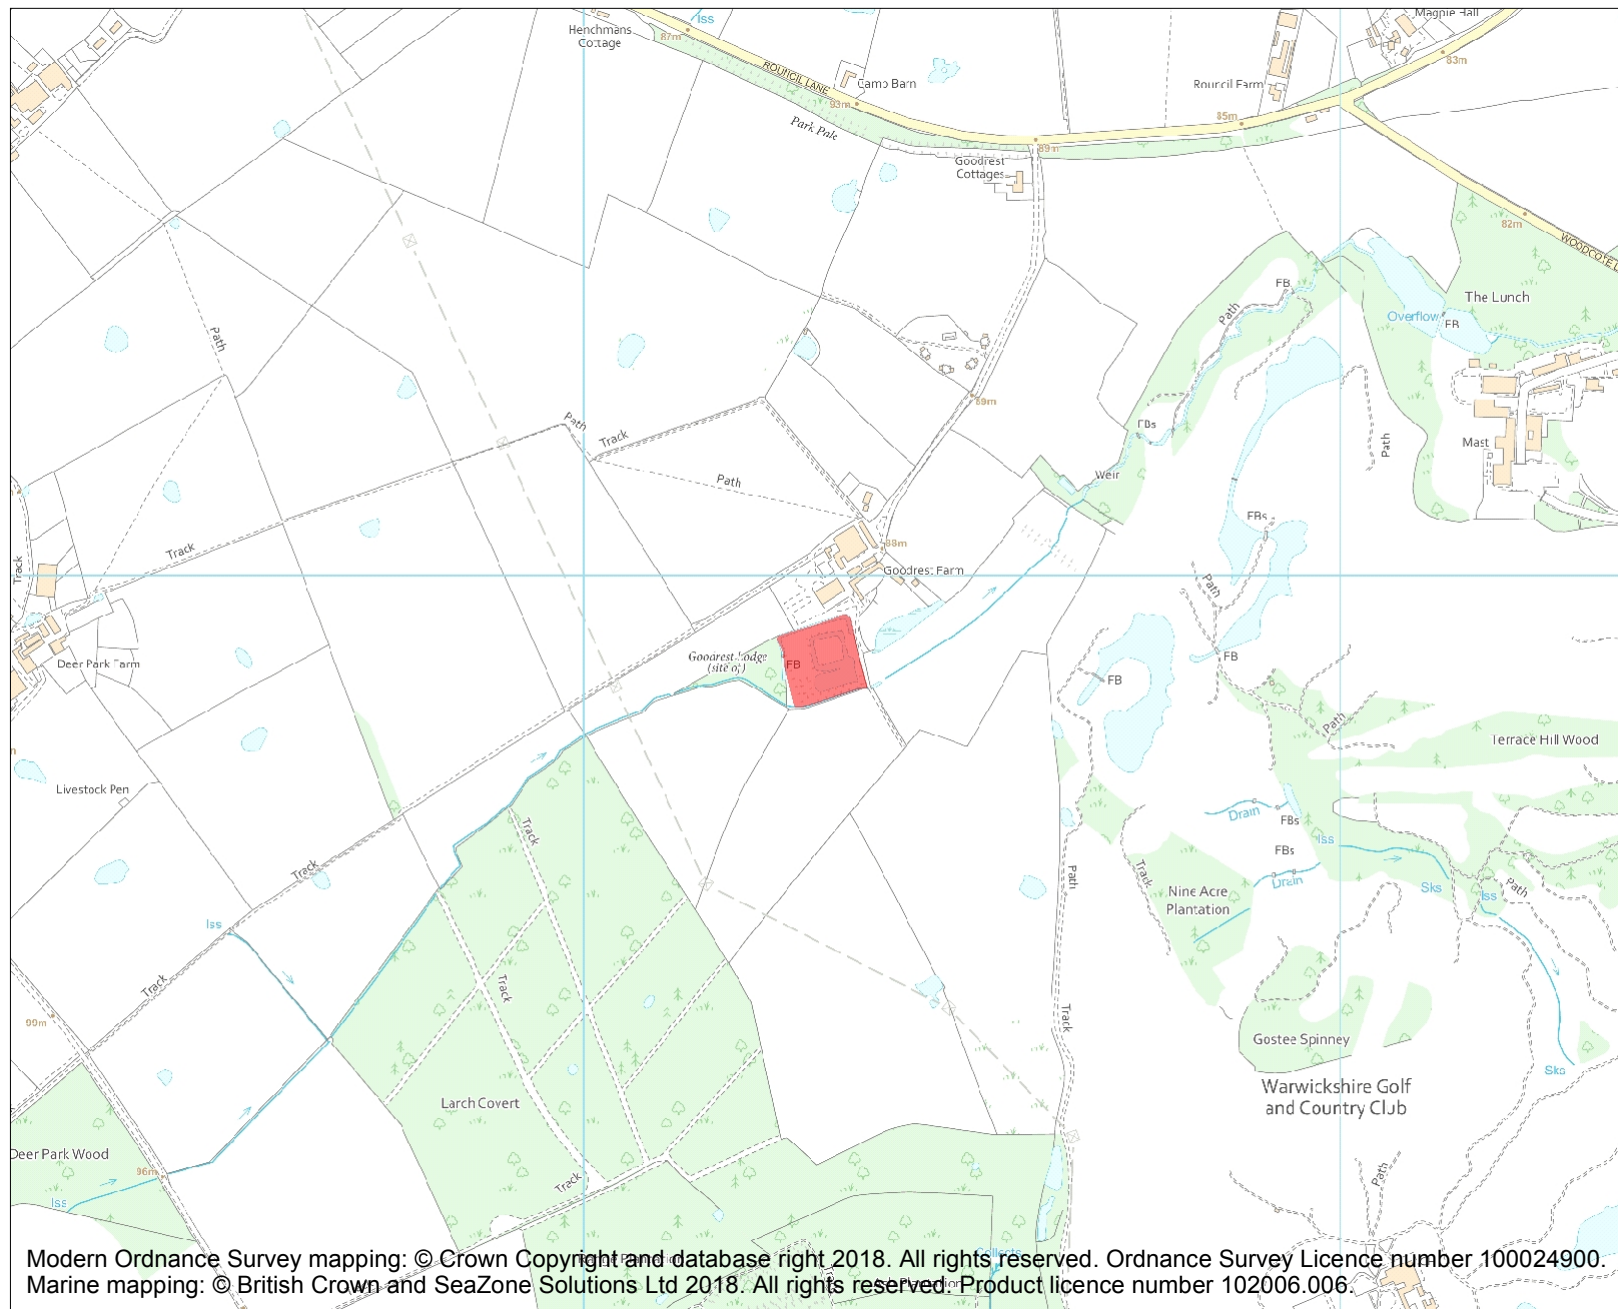 Iss
Magpie Hall
Henchmans
Cottage
87m
83m
ROUNCIL LANE
Camp Barn
Rouncil Farm
93m
85m
Park Pale
89m
Goodrest
Cottages
82m
The Lunch
FB
Path
Overflow
FB
Path
89m
Path
Track
FBs
Mast
Path
Path
Weir
FBs
88m
Track
Track
Goodrest Farm
Path
Deer Park Farm
Goodrest Lodge
(site of)
FB
FB
FB
Path
Terrace Hill Wood
Livestock Pen
Drain
FBs
Track
Iss
FBs
Track
Path
Track
Drain
Sks
Path
Nine Acre
Plantation
Iss
Iss
Track
Track
99m
Track
Gostee Spinney
Sks
Warwickshire Golf
and Country Club
Larch Covert
Deer Park Wood
96m
Path
Track
Iss
Modern Ordnance Survey mapping: © Crown Copyright and database right 2018. All rights reserved. Ordnance Survey Licence number 100024900.
Collects
Marine mapping: © British Crown and SeaZone Solutions Ltd 2018. All rights reserved. Product licence number 102006.006.
Ash Plantation